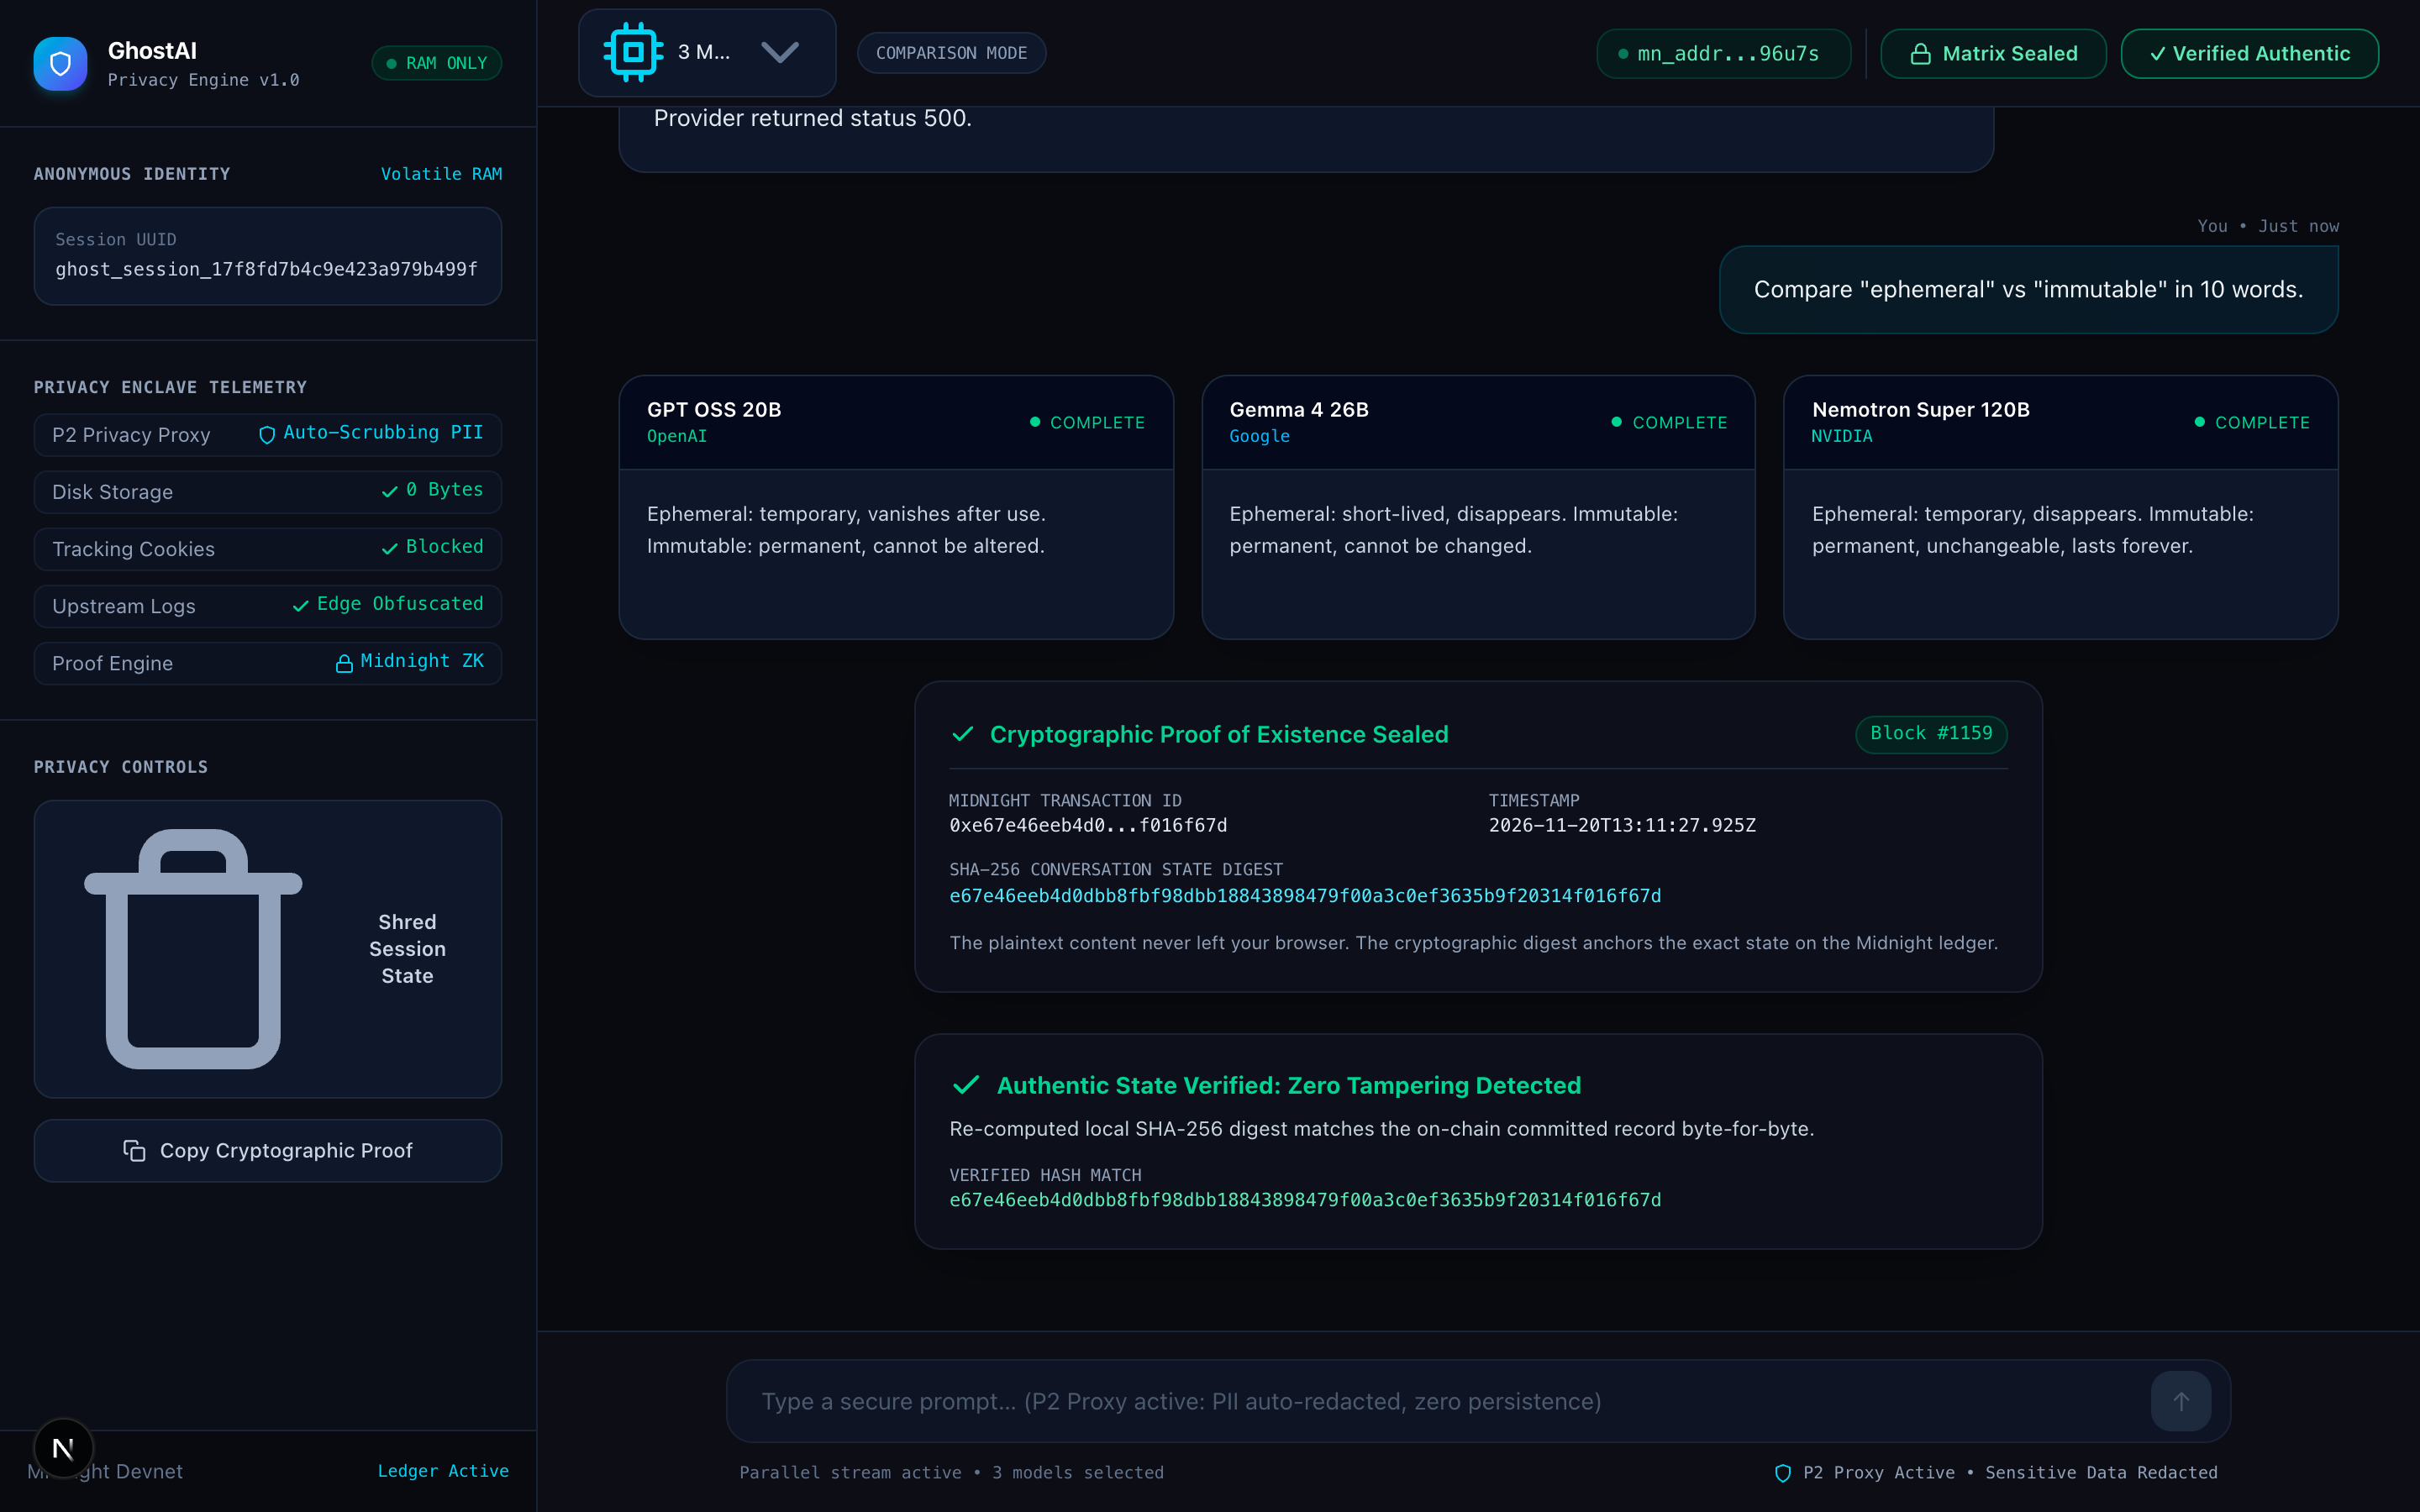 GhostAI
Privacy Engine v1.0
RAM ONLY
ANONYMOUS IDENTITY
Volatile RAM
Session UUID
ghost_session_17f8fd7b4c9e423a979b499f
PRIVACY ENCLAVE TELEMETRY
P2 Privacy Proxy
Auto-Scrubbing PII
Disk Storage
0 Bytes
Tracking Cookies
Blocked
Upstream Logs
Edge Obfuscated
Proof Engine
Midnight ZK
PRIVACY CONTROLS
Shred
Session
State
Copy Cryptographic Proof
N
Devnet
Ledger Active
3 M...
COMPARISON MODE
mn_addr...96u7s
Matrix Sealed
✓ Verified Authentic
Provider returned status 500.
You • Just now
Compare "ephemeral" vs "immutable" in 10 words.
GPT OSS 20B
OpenAI
COMPLETE
Ephemeral: temporary, vanishes after use.
Immutable: permanent, cannot be altered.
Gemma 4 26B
Google
COMPLETE
Ephemeral: short-lived, disappears. Immutable:
permanent, cannot be changed.
Nemotron Super 120B
NVIDIA
COMPLETE
Ephemeral: temporary, disappears. Immutable:
permanent, unchangeable, lasts forever.
Cryptographic Proof of Existence Sealed
Block #1159
MIDNIGHT TRANSACTION ID
0xe67e46eeb4d0...f016f67d
TIMESTAMP
2026-11-20T13:11:27.925Z
SHA-256 CONVERSATION STATE DIGEST
e67e46eeb4d0dbb8fbf98dbb18843898479f00a3c0ef3635b9f20314f016f67d
The plaintext content never left your browser. The cryptographic digest anchors the exact state on the Midnight ledger.
Authentic State Verified: Zero Tampering Detected
Re-computed local SHA-256 digest matches the on-chain committed record byte-for-byte.
VERIFIED HASH MATCH
e67e46eeb4d0dbb8fbf98dbb18843898479f00a3c0ef3635b9f20314f016f67d
Type a secure prompt... (P2 Proxy active: PII auto-redacted, zero persistence)
Parallel stream active • 3 models selected
P2 Proxy Active • Sensitive Data Redacted